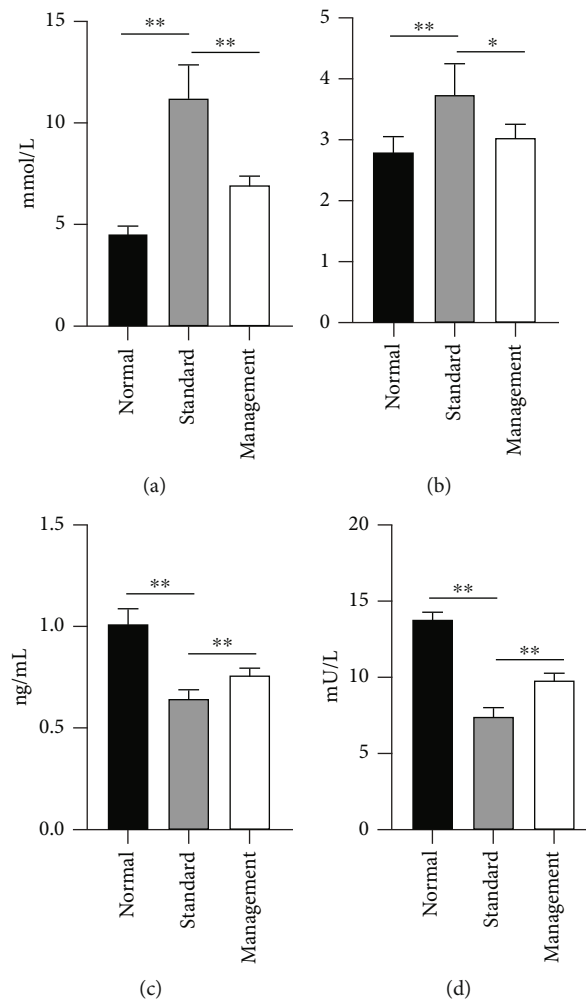 15
10
5
0
mmol/L
**
**
Normal
Standard
Management
(a)
5
4
3
2
1
0
**
*
Normal
Standard
Management
(b)
1.5
1.0
0.5
0.0
ng/mL
**
**
Normal
Standard
Management
(c)
20
15
10
5
0
mU/L
**
**
Normal
Standard
Management
(d)